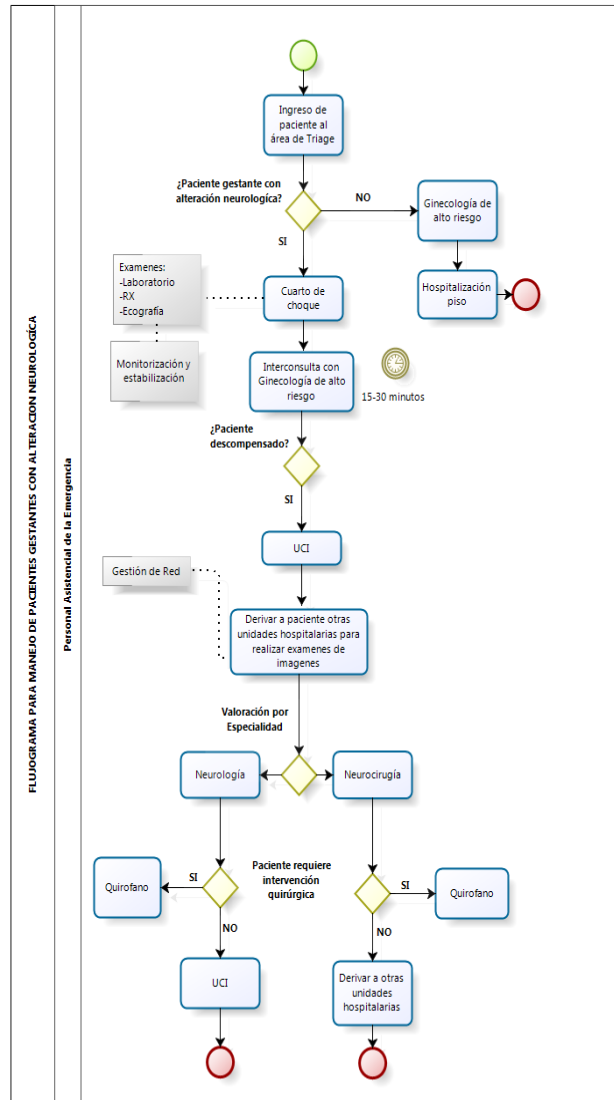 FLUJOGRAMA PARA MANEJO DE PACIENTES GESTANTES CON ALTERACION NEUROLOGÍCA
Personal Asistencial de la Emergencia
Ingreso de
paciente al
área de Triage
¿Paciente gestante con
alteración neurologíca?
NO
Ginecología de
alto riesgo
SI
Hospitalización
piso
Examenes:
-Laboratorio
-RX
-Ecografía
Cuarto de
choque
Monitorización y
estabilización
Interconsulta con
Ginecología de alto
riesgo
15-30 minutos
¿Paciente
descompensado?
SI
UCI
Gestión de Red
Derivar a paciente otras
unidades hospitalarias para
realizar examenes de
imagenes
Valoración por
Especialidad
Neurología
Neurocirugía
Paciente requiere
intervención
quirúrgica
Quirofano
SI
SI
Quirofano
NO
NO
UCI
Derivar a otras
unidades
hospitalarias